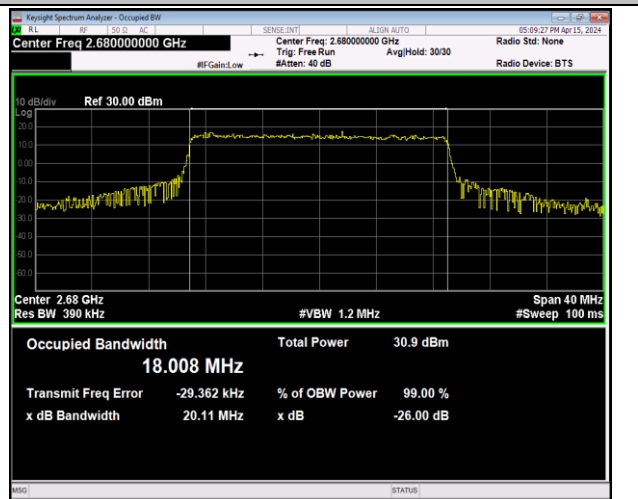 Keysight Spectrum Analyzer - Occupied BW
RL RF 50 Ω AC SENSE:INT ALIGN AUTO 05:09:27 PM Apr 15, 2024
Center Freq 2.680000000 GHz Center Freq: 2.680000000 GHz Radio Std: None
Trig: Free Run Avg|Hold: 30/30
#IFGain:Low #Atten: 40 dB Radio Device: BTS
10 dB/div Ref 30.00 dBm
Log
20.0
10.0
0.00
-10.0
-20.0
-30.0
-40.0
-50.0
-60.0
Center 2.68 GHz Span 40 MHz
Res BW 390 kHz #VBW 1.2 MHz #Sweep 100 ms
Occupied Bandwidth Total Power 30.9 dBm
18.008 MHz
Transmit Freq Error -29.362 kHz % of OBW Power 99.00 %
x dB Bandwidth 20.11 MHz x dB -26.00 dB
MSG STATUS